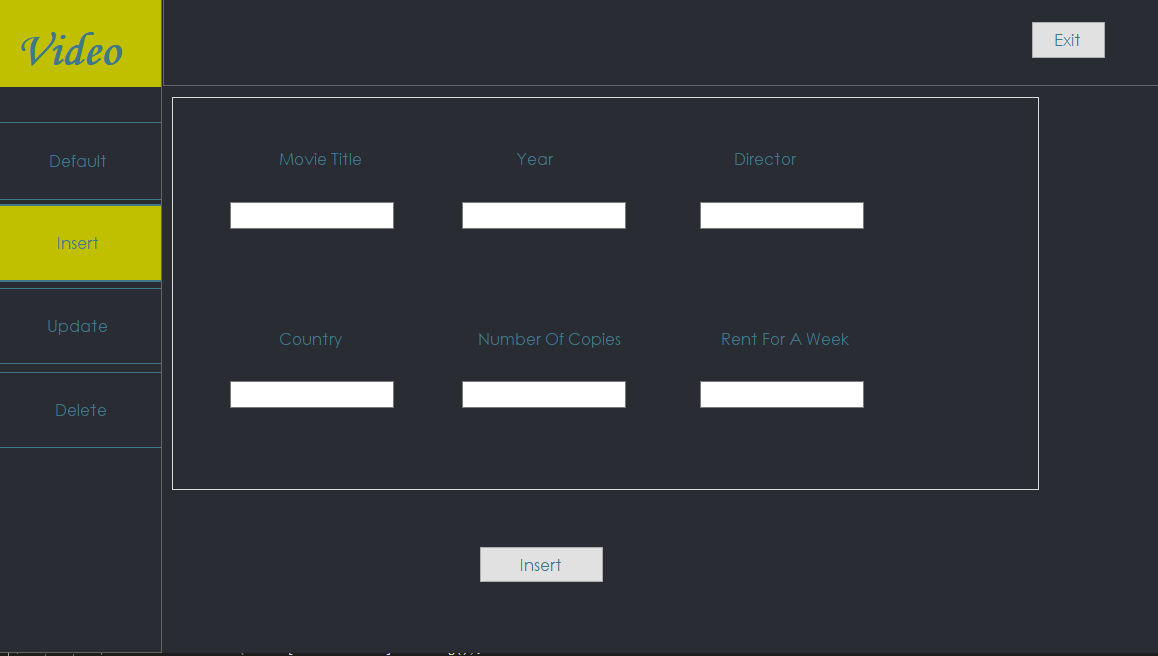 Video
Exit
Default
Insert
Update
Delete
Movie Title
Year
Director
Country
Number Of Copies
Rent For A Week
Insert